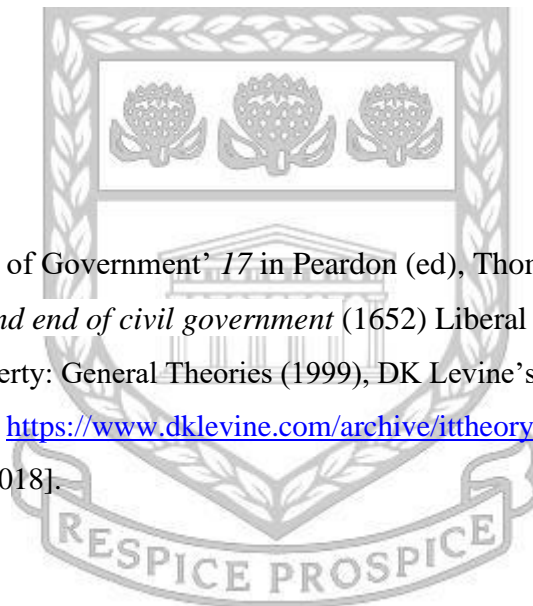 of Government’ 17 in Peardon (ed), Thon
nd end of civil government (1652) Liberal
erty: General Theories (1999), DK Levine’s
https://www.dklevine.com/archive/ittheory
018].
RESPICE PROSPICE